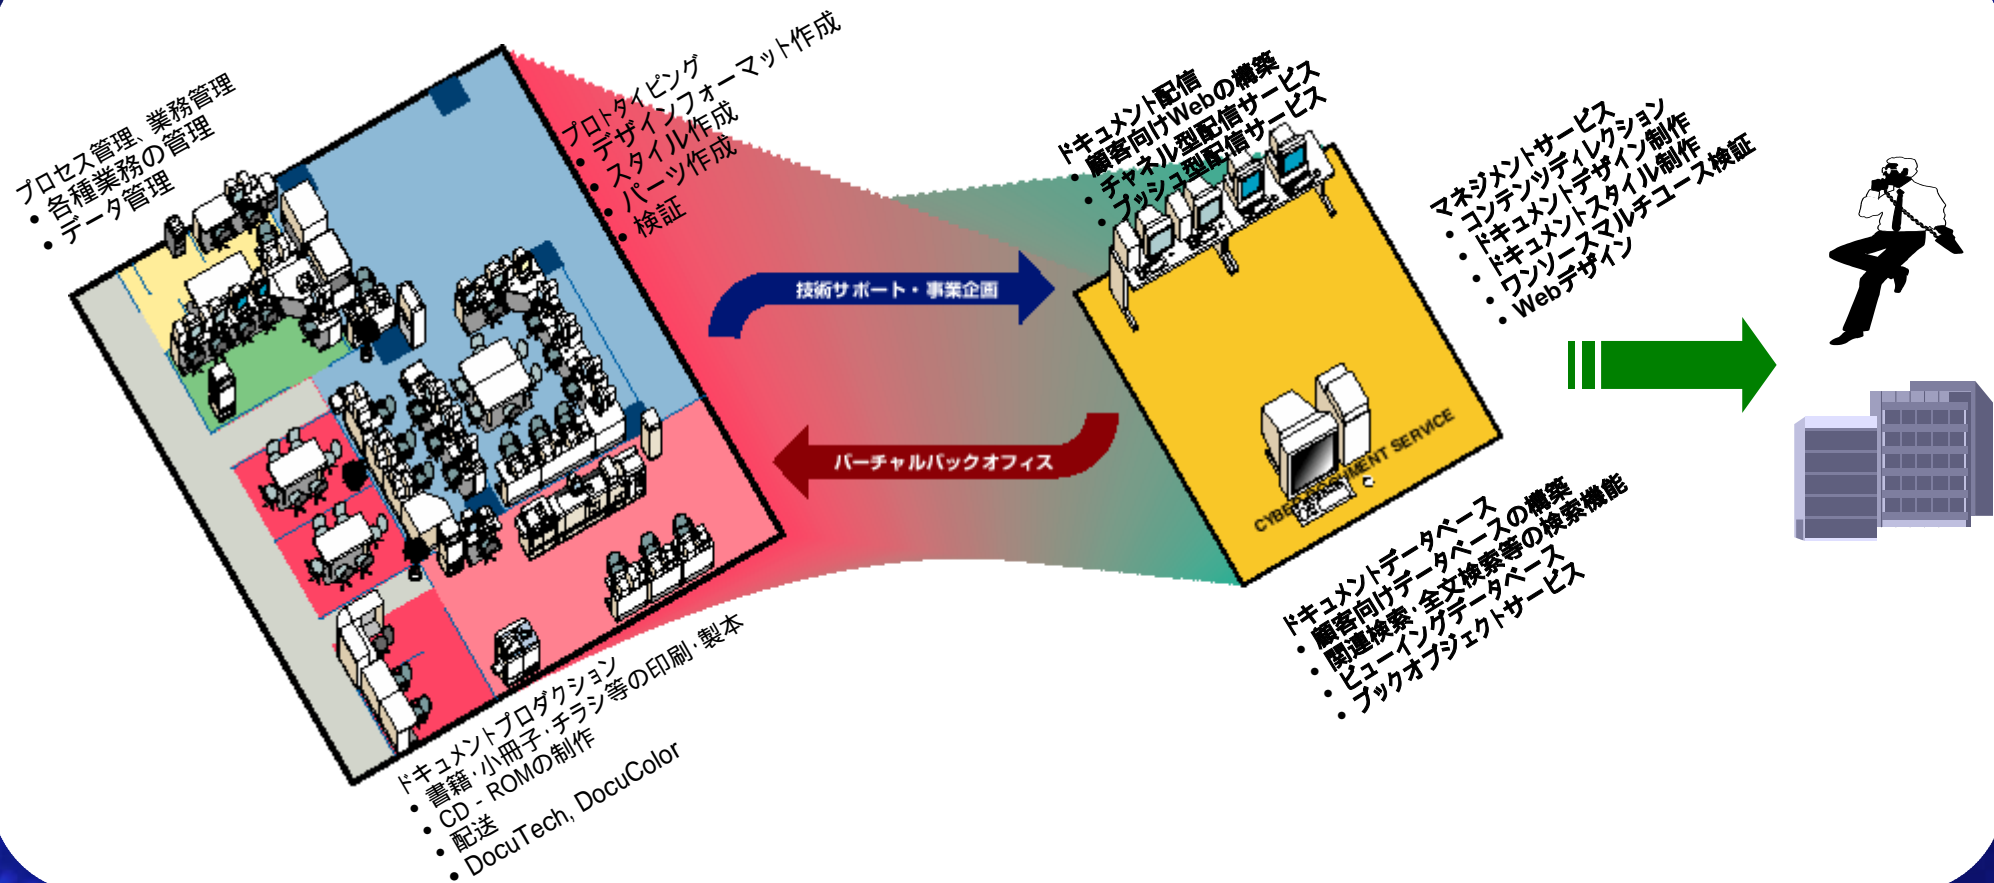 プロセス管理、業務管理
• 各種業務の管理
• データ管理
プロトタイピング
• デザインフォーマット作成
• スタイル作成
• パーツ作成
• 検証
ドキュメント配信
• 顧客向けWebの構築
• チャネル型配信サービス
• プッシュ型配信サービス
マネジメントサービス
• コンテンツディレクション
• ドキュメントデザイン制作
• ドキュメントスタイル制作
• ワンソースマルチユース検証
• Webデザイン
技術サポート・事業企画
バーチャルバックオフィス
ドキュメントデータベース
• 顧客向けデータベースの構築
• 関連検索・全文検索等の検索機能
• ビューイングデータベース
• ブックオブジェクトサービス
ドキュメントプロダクション
• 書籍・小冊子・チラシ等の印刷・製本
• CD - ROMの制作
• 配送
• DocuTech, DocuColor
SERVICE